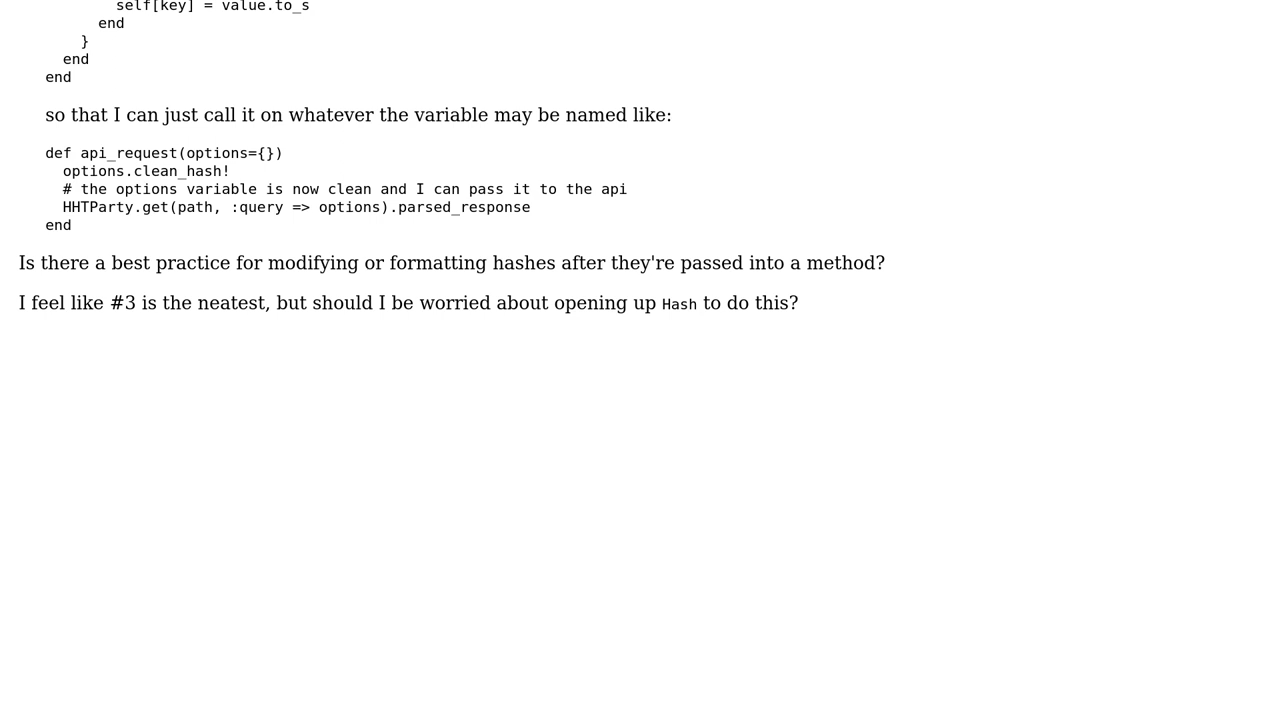 self[key] = value.to_s
end
}
end
end
so that I can just call it on whatever the variable may be named like:
def api_request(options={})
options.clean_hash!
# the options variable is now clean and I can pass it to the api
HHTParty.get(path, :query => options).parsed_response
end
Is there a best practice for modifying or formatting hashes after they're passed into a method?
I feel like #3 is the neatest, but should I be worried about opening up Hash to do this?